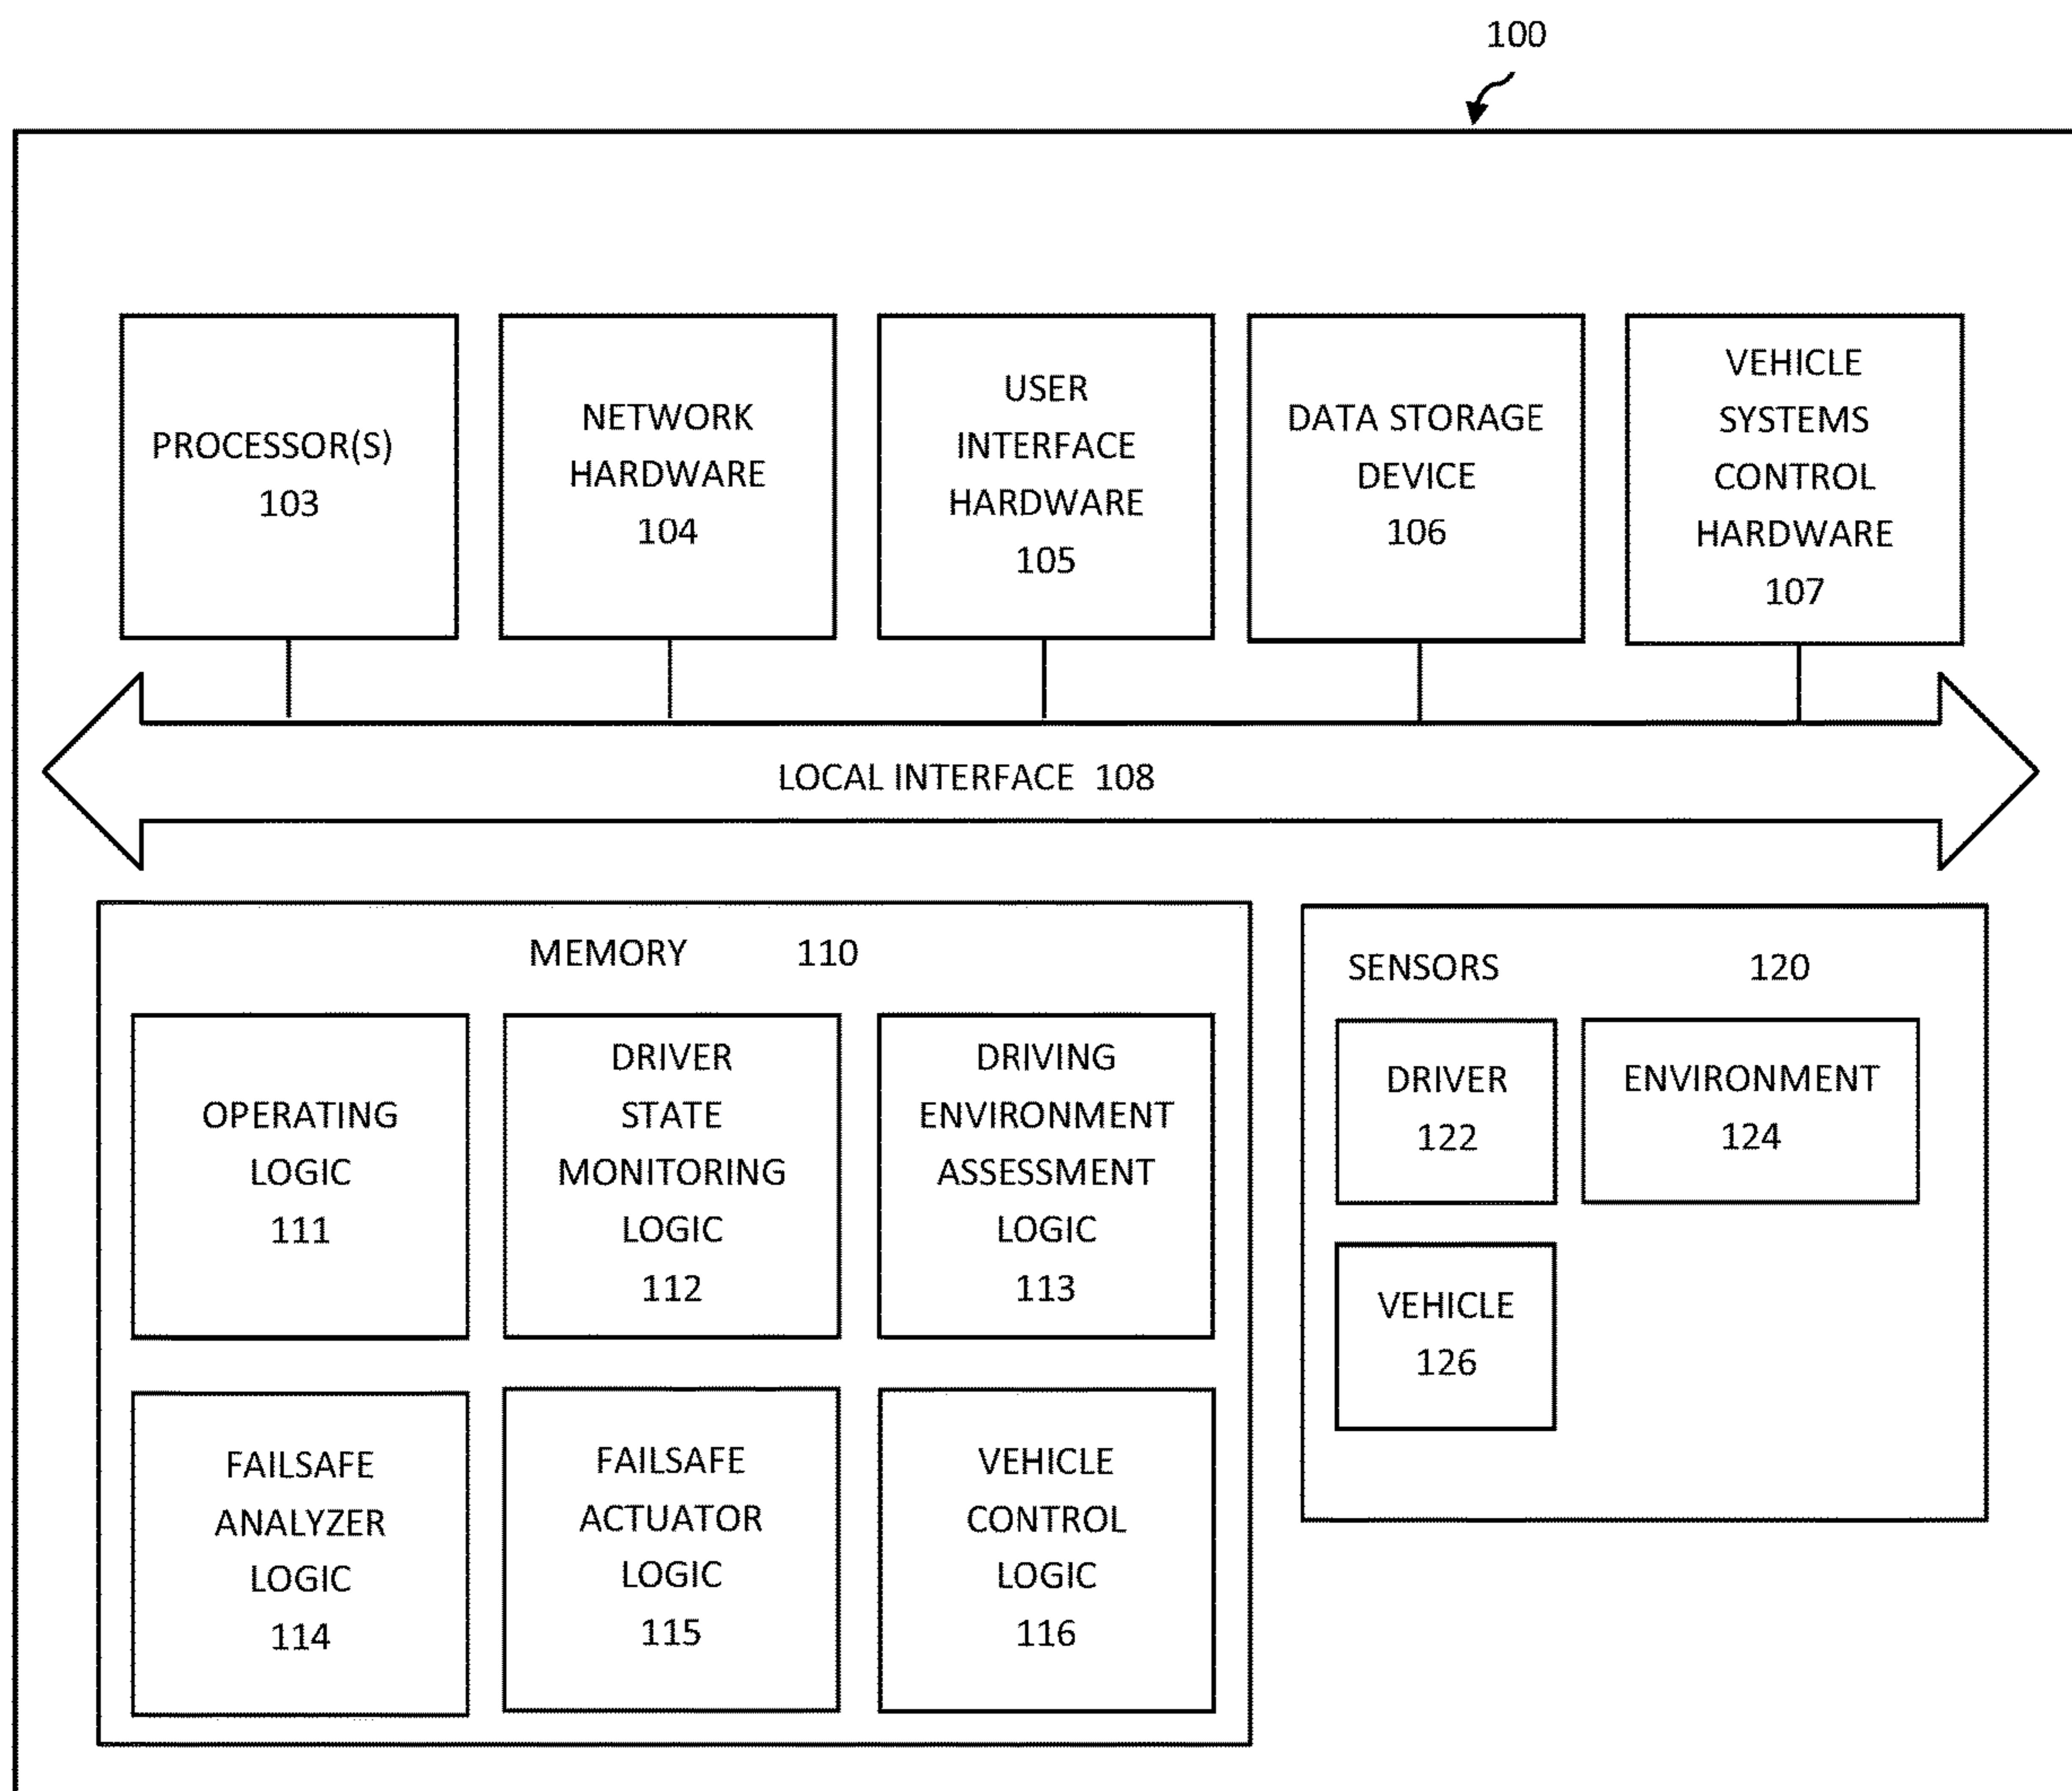 100
PROCESSOR(S)
103
NETWORK
HARDWARE
104
USER
INTERFACE
HARDWARE
105
DATA STORAGE
DEVICE
106
VEHICLE
SYSTEMS
CONTROL
HARDWARE
107
LOCAL INTERFACE 108
MEMORY 110
OPERATING
LOGIC
111
DRIVER
STATE
MONITORING
LOGIC
112
DRIVING
ENVIRONMENT
ASSESSMENT
LOGIC
113
FAILSAFE
ANALYZER
LOGIC
114
FAILSAFE
ACTUATOR
LOGIC
115
VEHICLE
CONTROL
LOGIC
116
SENSORS 120
DRIVER
122
ENVIRONMENT
124
VEHICLE
126